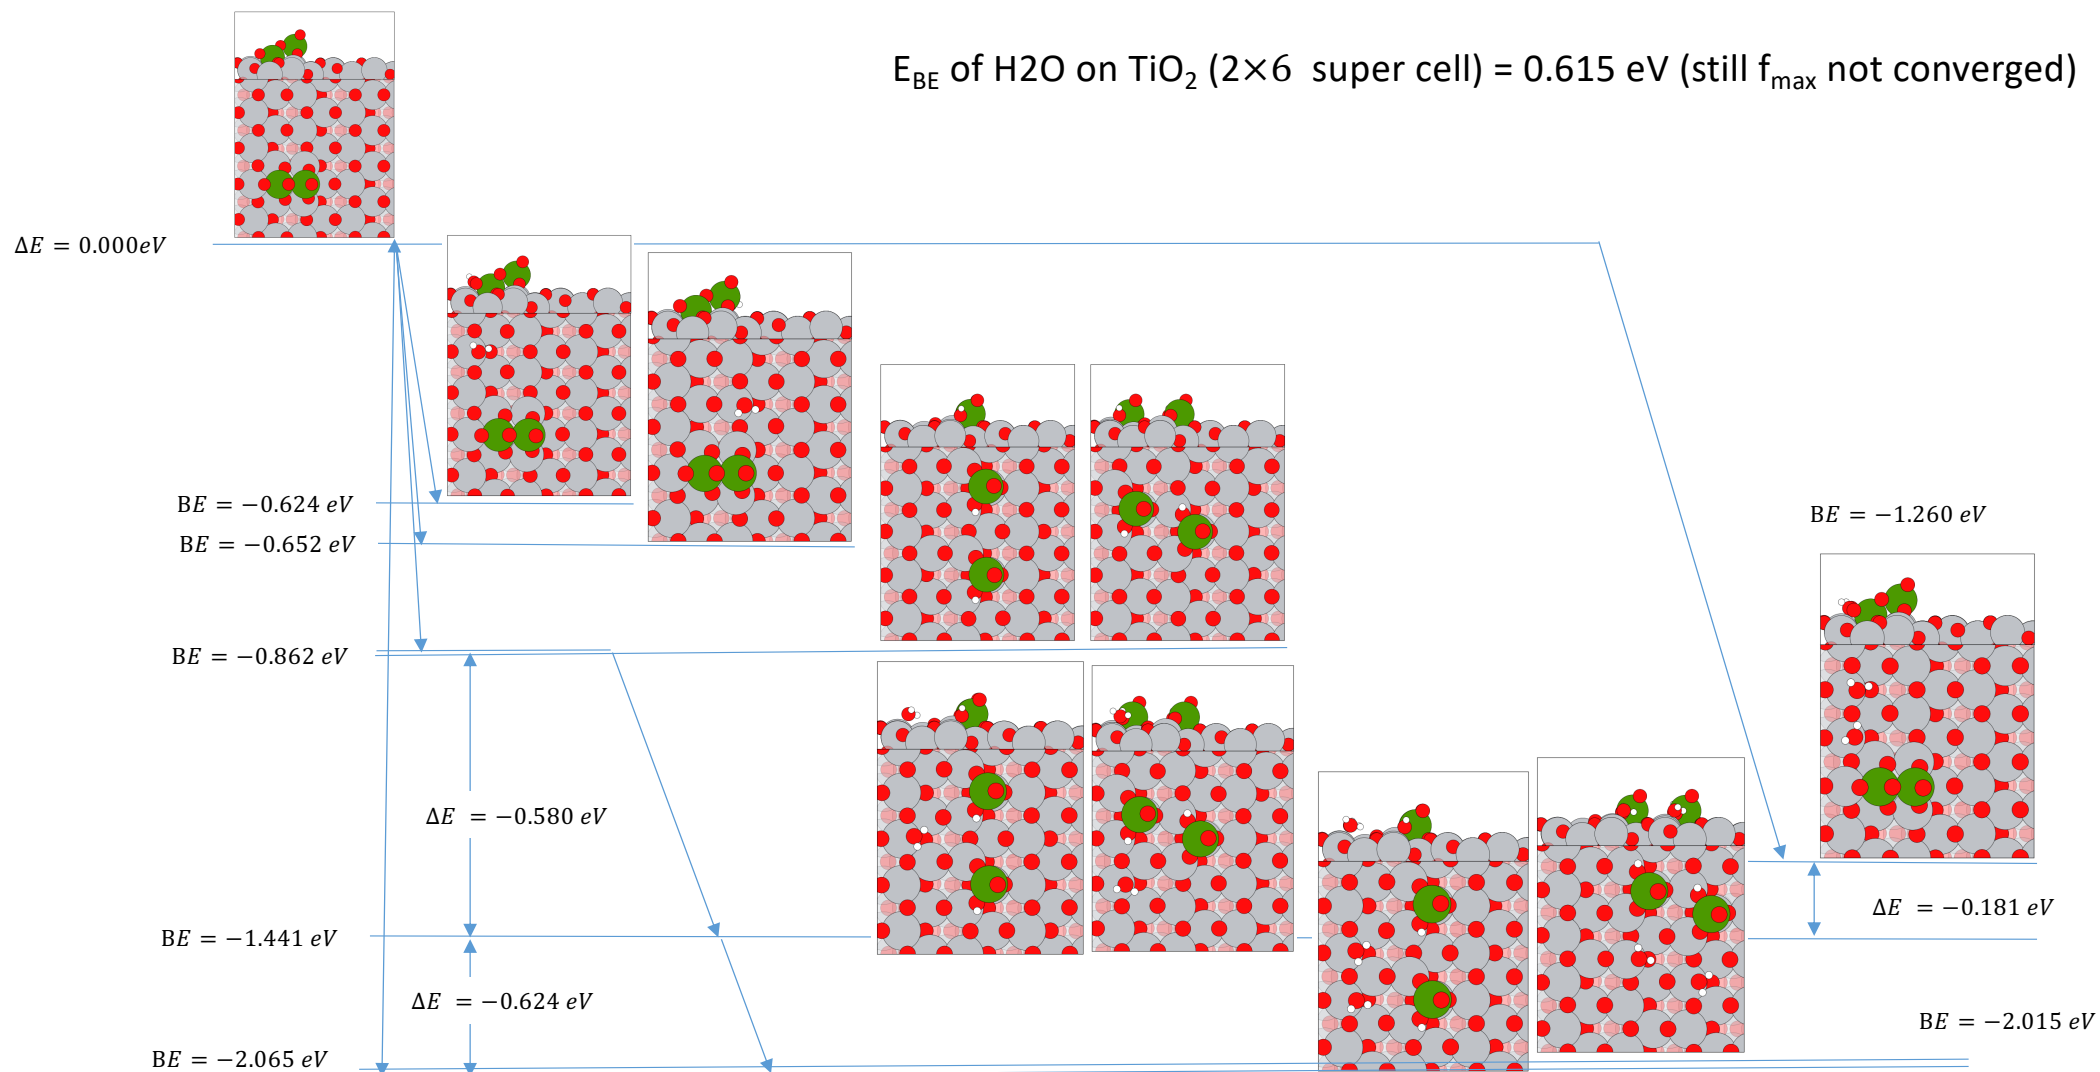 E_BE of H2O on TiO₂ (2×6 super cell) = 0.615 eV (still f_max not converged)
ΔE = 0.000eV
BE = −0.624 eV
BE = −0.652 eV
BE = −0.862 eV
ΔE = −0.580 eV
BE = −1.441 eV
ΔE = −0.624 eV
BE = −2.065 eV
BE = −1.260 eV
ΔE = −0.181 eV
BE = −2.015 eV